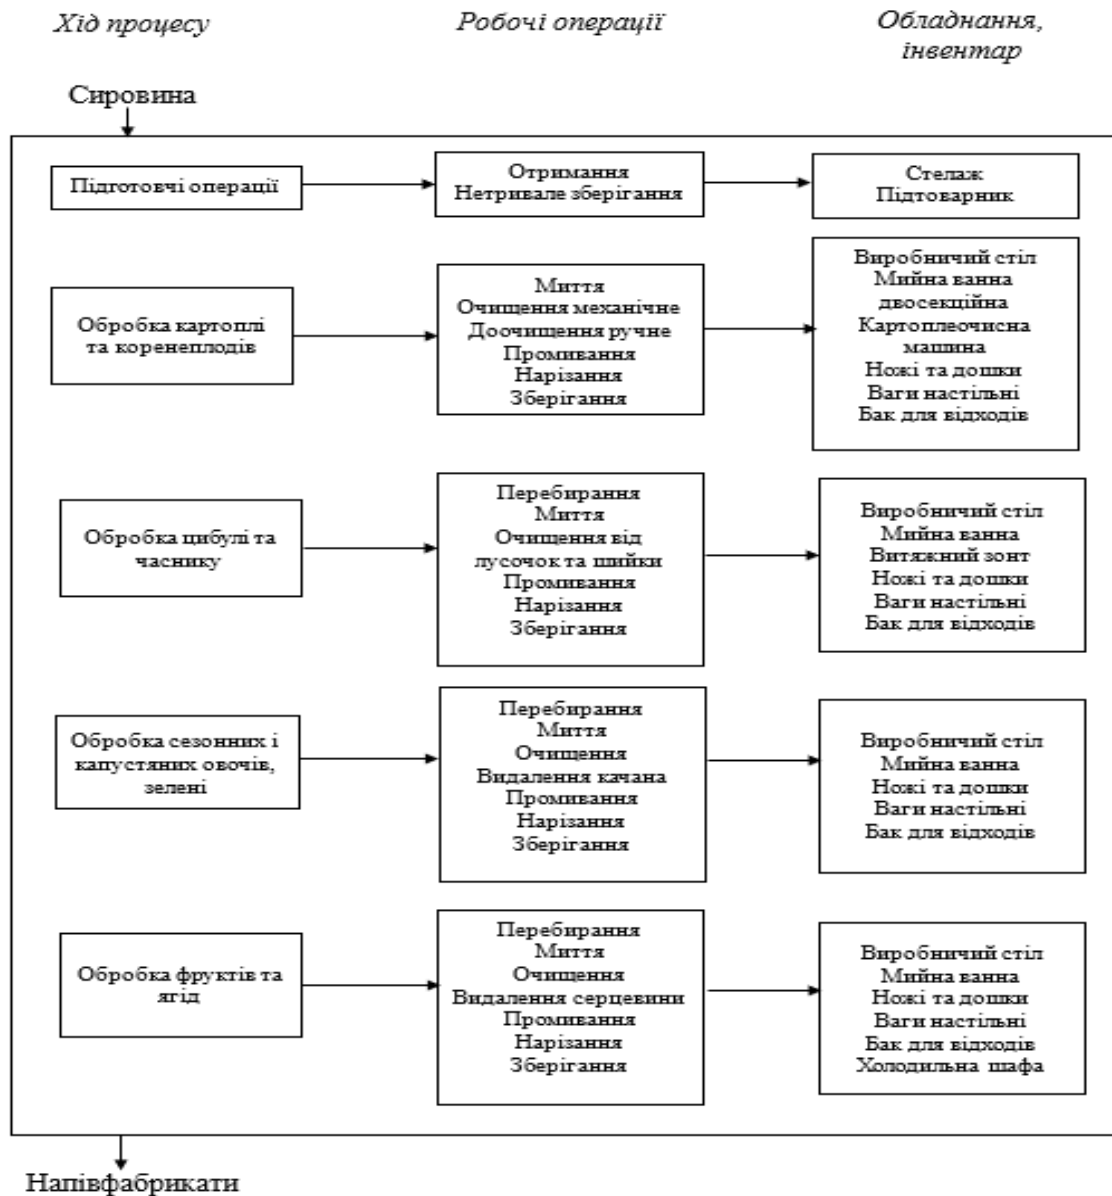 Хід процесу
Робочі операції
Обладнання,
інвентар
Сировина
Підготовчі операції
Отримання
Нетривале зберігання
Стелаж
Підтоварник
Обробка картоплі
та коренеплодів
Миття
Очищення механічне
Доочищення ручне
Промивання
Нарізання
Зберігання
Виробничий стіл
Мийна ванна
двосекційна
Картоплеочисна
машина
Ножі та дошки
Ваги настільні
Бак для відходів
Обробка цибулі та
часнику
Перебирання
Миття
Очищення від
лусочок та шийки
Промивання
Нарізання
Зберігання
Виробничий стіл
Мийна ванна
Витяжний зонт
Ножі та дошки
Ваги настільні
Бак для відходів
Обробка сезонних і
капустяних овочів,
зелені
Перебирання
Миття
Очищення
Видалення качана
Промивання
Нарізання
Зберігання
Виробничий стіл
Мийна ванна
Ножі та дошки
Ваги настільні
Бак для відходів
Обробка фруктів та
ягід
Перебирання
Миття
Очищення
Видалення серцевини
Промивання
Нарізання
Зберігання
Виробничий стіл
Мийна ванна
Ножі та дошки
Ваги настільні
Бак для відходів
Холодильна шафа
Напівфабрикати